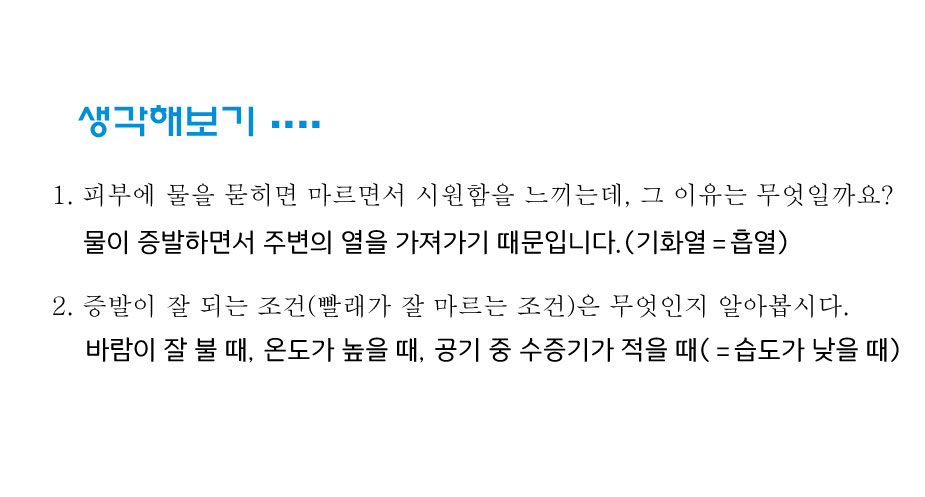 생각해보기 ....
1. 피부에 물을 묻히면 마르면서 시원함을 느끼는데, 그 이유는 무엇일까요?
물이 증발하면서 주변의 열을 가져가기 때문입니다.(기화열=흡열)
2. 증발이 잘 되는 조건(빨래가 잘 마르는 조건)은 무엇인지 알아봅시다.
바람이 잘 불 때, 온도가 높을 때, 공기 중 수증기가 적을 때(=습도가 낮을 때)